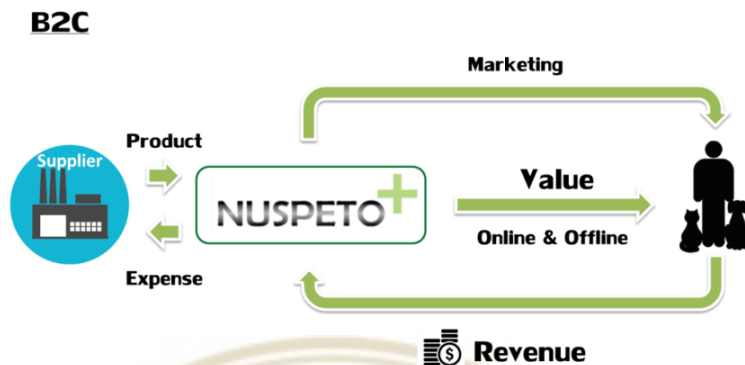 B2C
Marketing
Product
Supplier
NUSPETO+
Value
Online & Offline
Expense
Revenue